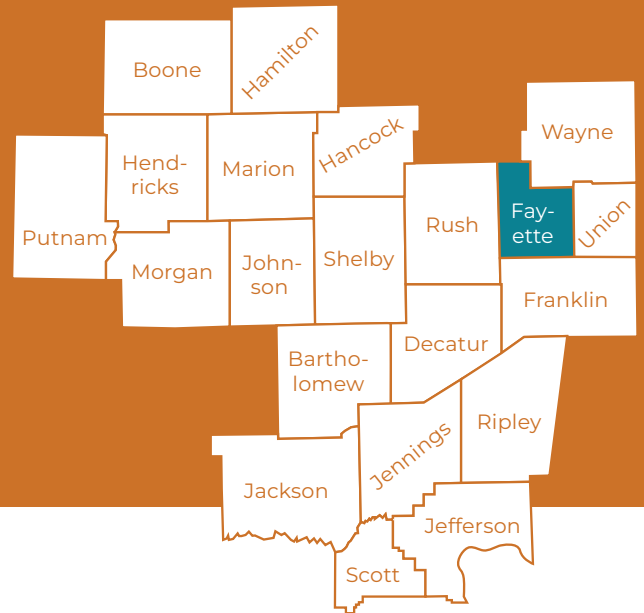 Boone
Hamilton
Hancock
Wayne
Hend-
ricks
Marion
Fay-
ette
Union
Putnam
Rush
Morgan
John-
son
Shelby
Franklin
Decatur
Bartho-
lomew
Ripley
Jennings
Jackson
Jefferson
Scott